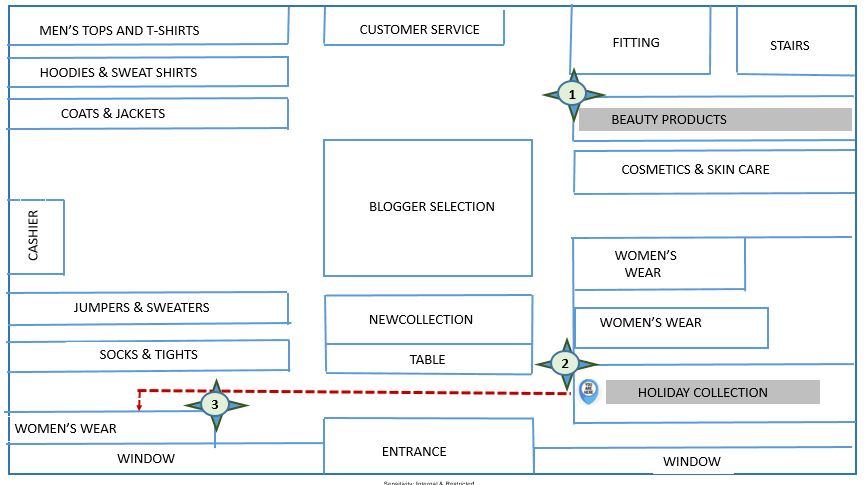 MEN'S TOPS AND T-SHIRTS
CUSTOMER SERVICE
FITTING
STAIRS
HOODIES & SWEAT SHIRTS
1
COATS & JACKETS
BEAUTY PRODUCTS
COSMETICS & SKIN CARE
BLOGGER SELECTION
CASHIER
WOMEN'S
WEAR
JUMPERS & SWEATERS
NEWCOLLECTION
WOMEN'S WEAR
SOCKS & TIGHTS
TABLE
2
YOU
ARE
HERE
HOLIDAY COLLECTION
3
WOMEN'S WEAR
ENTRANCE
WINDOW
WINDOW
Sensitivity: Internal & Restricted